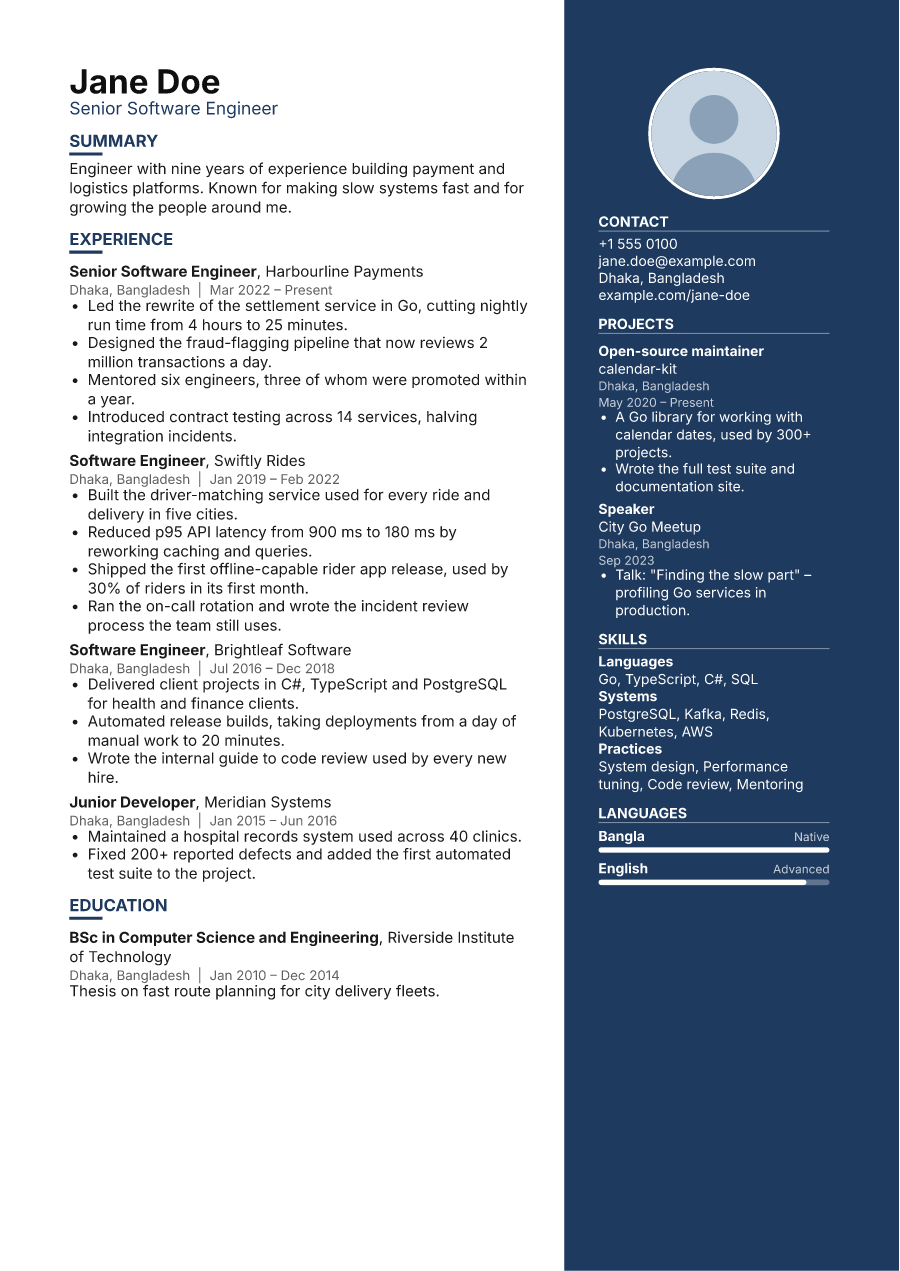 Jane Doe
Senior Software Engineer
SUMMARY
Engineer with nine years of experience building payment and
logistics platforms. Known for making slow systems fast and for
growing the people around me.
EXPERIENCE
Senior Software Engineer, Harbourline Payments
Dhaka, Bangladesh | Mar 2022 – Present
• Led the rewrite of the settlement service in Go, cutting nightly
run time from 4 hours to 25 minutes.
• Designed the fraud-flagging pipeline that now reviews 2
million transactions a day.
• Mentored six engineers, three of whom were promoted within
a year.
• Introduced contract testing across 14 services, halving
integration incidents.
Software Engineer, Swiftly Rides
Dhaka, Bangladesh | Jan 2019 – Feb 2022
• Built the driver-matching service used for every ride and
delivery in five cities.
• Reduced p95 API latency from 900 ms to 180 ms by
reworking caching and queries.
• Shipped the first offline-capable rider app release, used by
30% of riders in its first month.
• Ran the on-call rotation and wrote the incident review
process the team still uses.
Software Engineer, Brightleaf Software
Dhaka, Bangladesh | Jul 2016 – Dec 2018
• Delivered client projects in C#, TypeScript and PostgreSQL
for health and finance clients.
• Automated release builds, taking deployments from a day of
manual work to 20 minutes.
• Wrote the internal guide to code review used by every new
hire.
Junior Developer, Meridian Systems
Dhaka, Bangladesh | Jan 2015 – Jun 2016
• Maintained a hospital records system used across 40 clinics.
• Fixed 200+ reported defects and added the first automated
test suite to the project.
EDUCATION
BSc in Computer Science and Engineering, Riverside Institute
of Technology
Dhaka, Bangladesh | Jan 2010 – Dec 2014
Thesis on fast route planning for city delivery fleets.
CONTACT
+1 555 0100
jane.doe@example.com
Dhaka, Bangladesh
example.com/jane-doe
PROJECTS
Open-source maintainer
calendar-kit
Dhaka, Bangladesh
May 2020 – Present
• A Go library for working with
calendar dates, used by 300+
projects.
• Wrote the full test suite and
documentation site.
Speaker
City Go Meetup
Dhaka, Bangladesh
Sep 2023
• Talk: "Finding the slow part" –
profiling Go services in
production.
SKILLS
Languages
Go, TypeScript, C#, SQL
Systems
PostgreSQL, Kafka, Redis,
Kubernetes, AWS
Practices
System design, Performance
tuning, Code review, Mentoring
LANGUAGES
Bangla Native
English Advanced